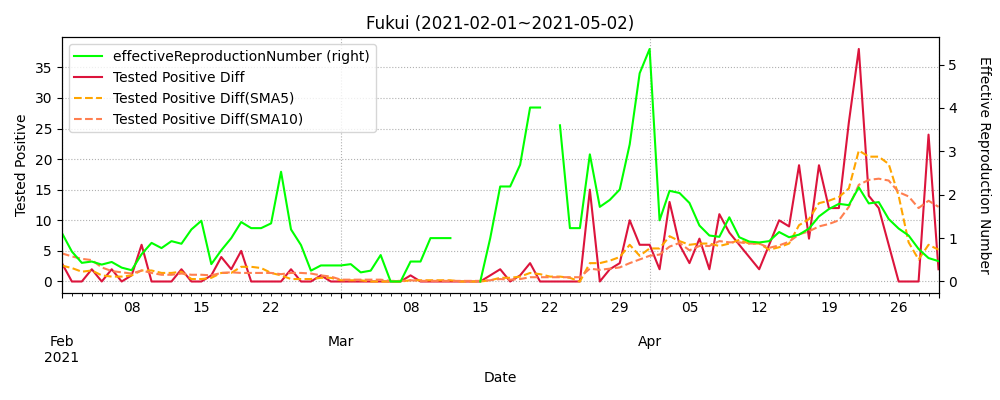 Fukui (2021-02-01~2021-05-02)
effectiveReproductionNumber (right)
Tested Positive Diff
Tested Positive Diff(SMA5)
Tested Positive Diff(SMA10)
Tested Positive
35
30
25
20
15
10
5
0
5
4
3
2
1
0
Effective Reproduction Number
08 15 22 08 15 22 29 05 12 19 26
Feb Mar Apr
2021
Date